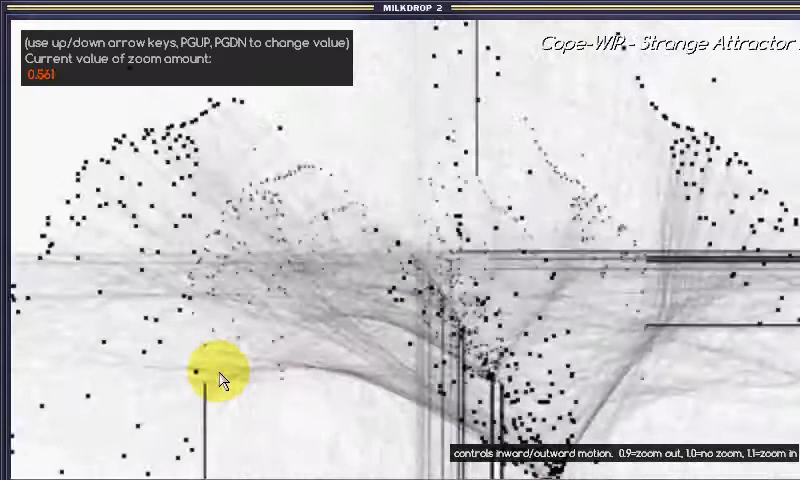 MILKDROP 2
(use up/down arrow keys, PGUP, PGDN to change value)
Current value of zoom amount:
0.561
Cope-WIP - Strange Attractor
controls inward/outward motion. 0.9=zoom out, 1.0=no zoom, 1.1=zoom in